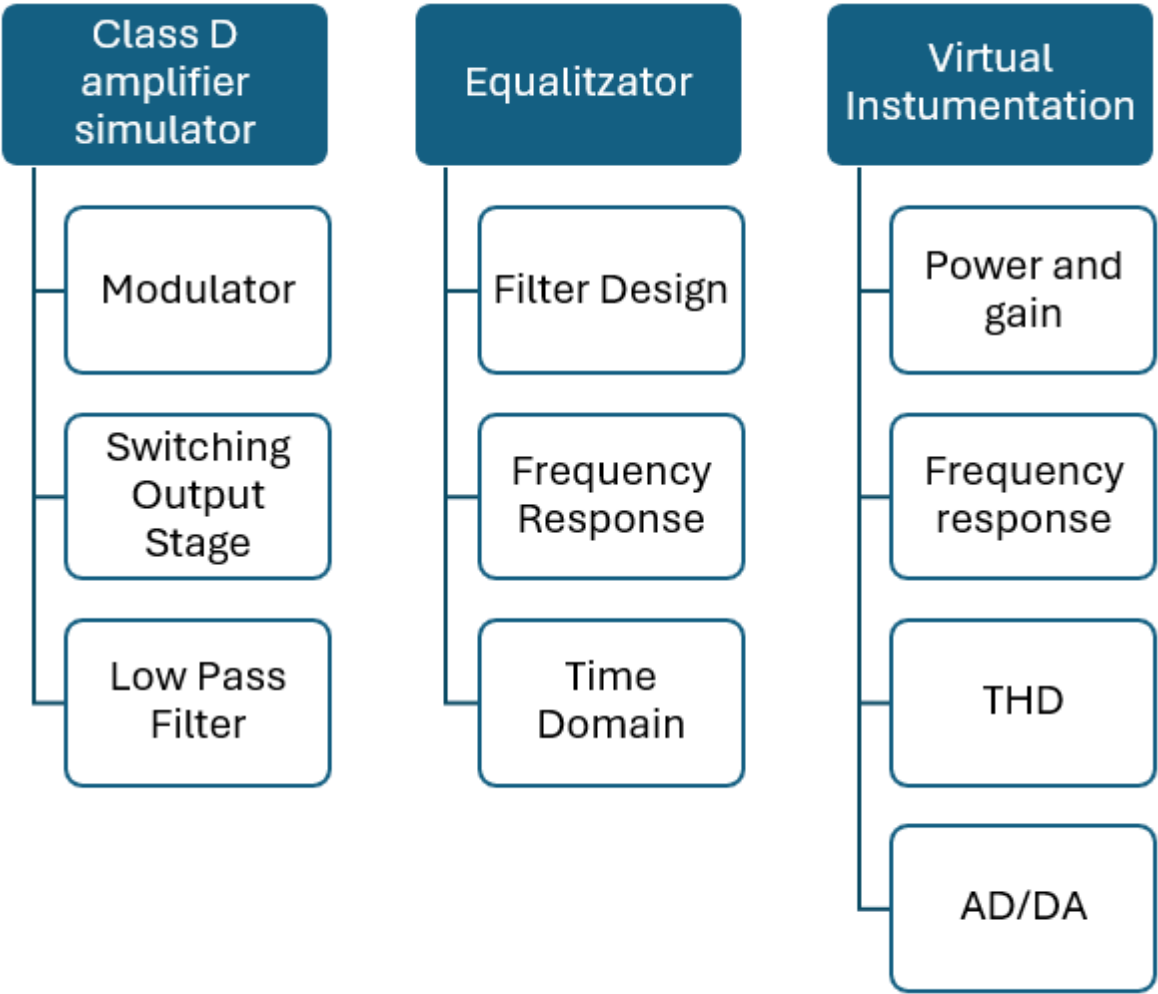 Class D
amplifier
simulator
Modulator
Switching
Output
Stage
Low Pass
Filter
Equalitzator
Filter Design
Frequency
Response
Time
Domain
Virtual
Instumentation
Power and
gain
Frequency
response
THD
AD/DA